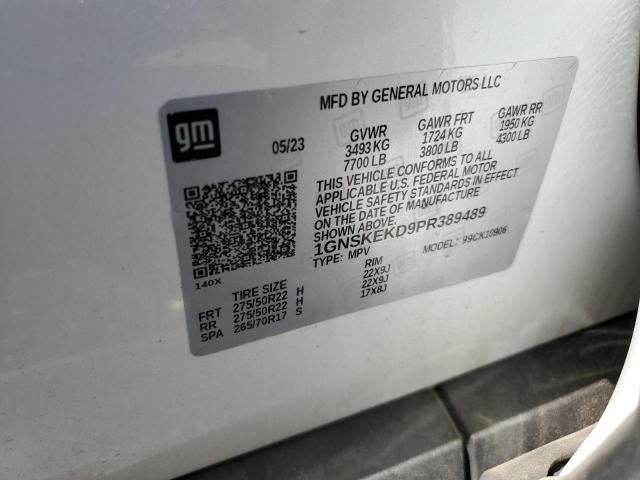 MFD BY GENERAL MOTORS LLC
gm
05/23
GVWR GAWR FRT GAWR RR
3493 KG 1724 KG 1950 KG
7700 LB 3800 LB 4300 LB
THIS VEHICLE CONFORMS TO ALL
APPLICABLE U.S. FEDERAL MOTOR
VEHICLE SAFETY STANDARDS IN EFFECT
ON THE DATE OF MANUFACTURE
1GNSKEKD9PR389489
TYPE: MPV MODEL: 99CK10906
140X
TIRE SIZE RIM
FRT 275/50R22 H 22X9J
RR 275/50R22 H 22X9J
SPA 265/70R17 S 17X8J